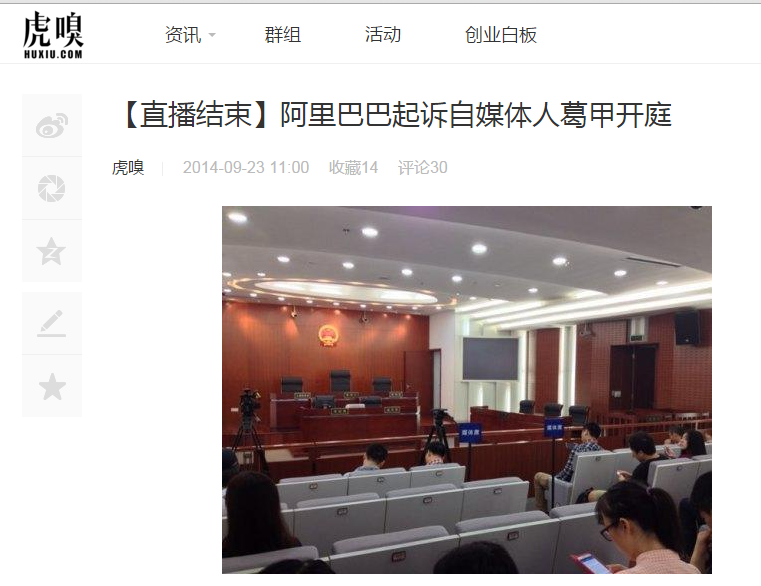 虎嗅
HUXIU.COM
资讯 群组 活动 创业白板
【直播结束】阿里巴巴起诉自媒体人葛甲开庭
虎嗅 2014-09-23 11:00 收藏14 评论30
媒体席
媒体席